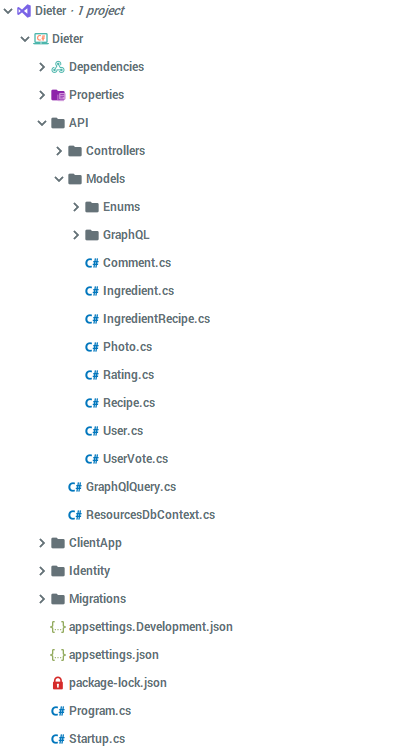 Dieter · 1 project
Dieter
Dependencies
Properties
API
Controllers
Models
Enums
GraphQL
C# Comment.cs
C# Ingredient.cs
C# IngredientRecipe.cs
C# Photo.cs
C# Rating.cs
C# Recipe.cs
C# User.cs
C# UserVote.cs
C# GraphQlQuery.cs
C# ResourcesDbContext.cs
ClientApp
Identity
Migrations
{..} appsettings.Development.json
{..} appsettings.json
package-lock.json
C# Program.cs
C# Startup.cs